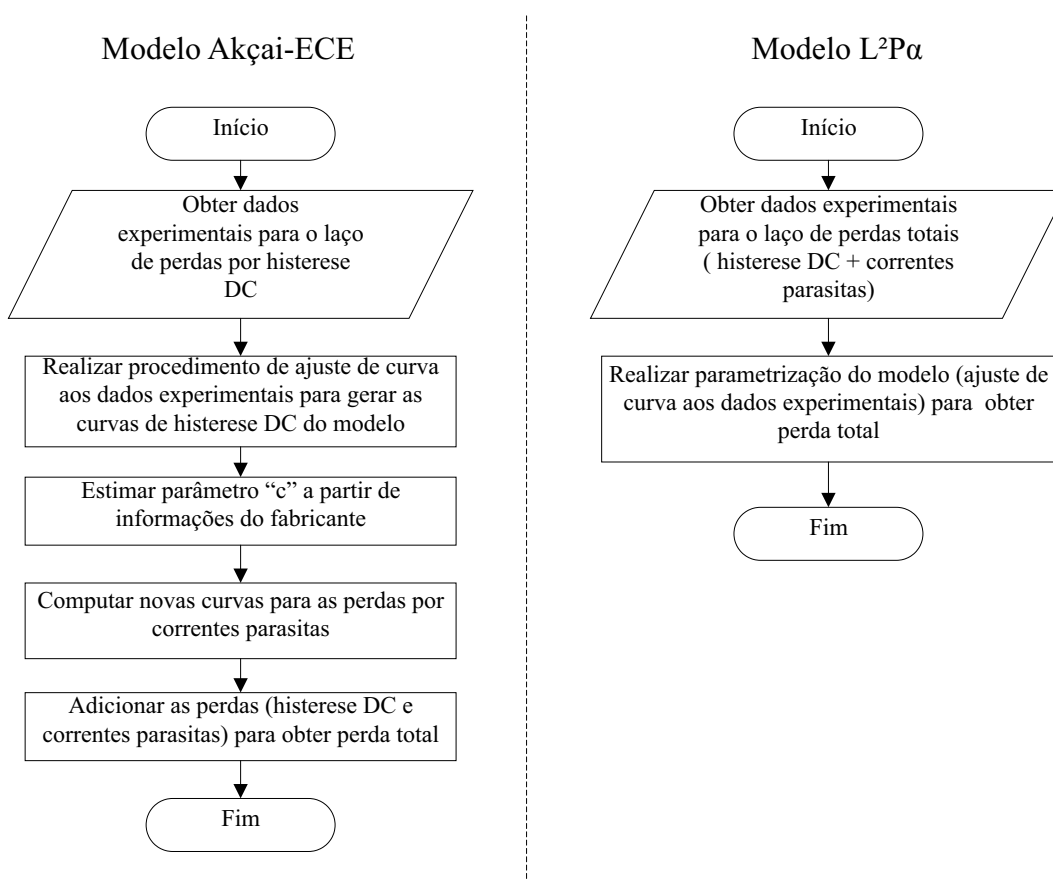 Modelo Akçai-ECE
Início
Obter dados
experimentais para o laço
de perdas por histerese
DC
Realizar procedimento de ajuste de curva
aos dados experimentais para gerar as
curvas de histerese DC do modelo
Estimar parâmetro “c” a partir de
informações do fabricante
Computar novas curvas para as perdas por
correntes parasitas
Adicionar as perdas (histerese DC e
correntes parasitas) para obter perda total
Fim
Modelo L²Pα
Início
Obter dados experimentais
para o laço de perdas totais
( histerese DC + correntes
parasitas)
Realizar parametrização do modelo (ajuste de
curva aos dados experimentais) para obter
perda total
Fim